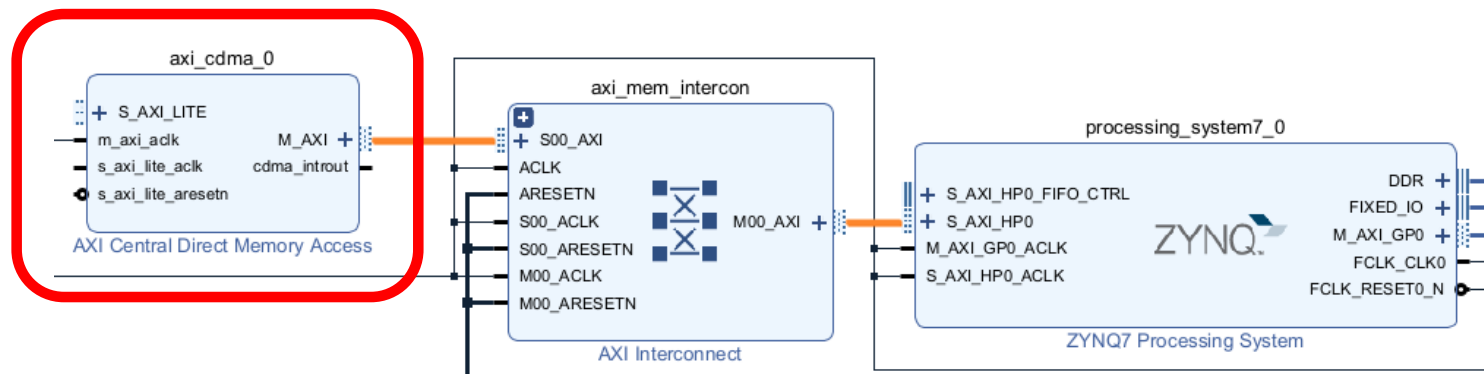 axi_cdma_0
S_AXI_LITE
m_axi_aclk
s_axi_lite_aclk
s_axi_lite_aresetn
M_AXI
cdma_introut
AXI Central Direct Memory Access
axi_mem_intercon
S00_AXI
ACLK
ARESETN
S00_ACLK
S00_ARESETN
M00_ACLK
M00_ARESETN
M00_AXI
AXI Interconnect
processing_system7_0
S_AXI_HP0_FIFO_CTRL
S_AXI_HP0
M_AXI_GP0_ACLK
S_AXI_HP0_ACLK
ZYNQ
DDR
FIXED_IO
M_AXI_GP0
FCLK_CLK0
FCLK_RESET0_N
ZYNQ7 Processing System